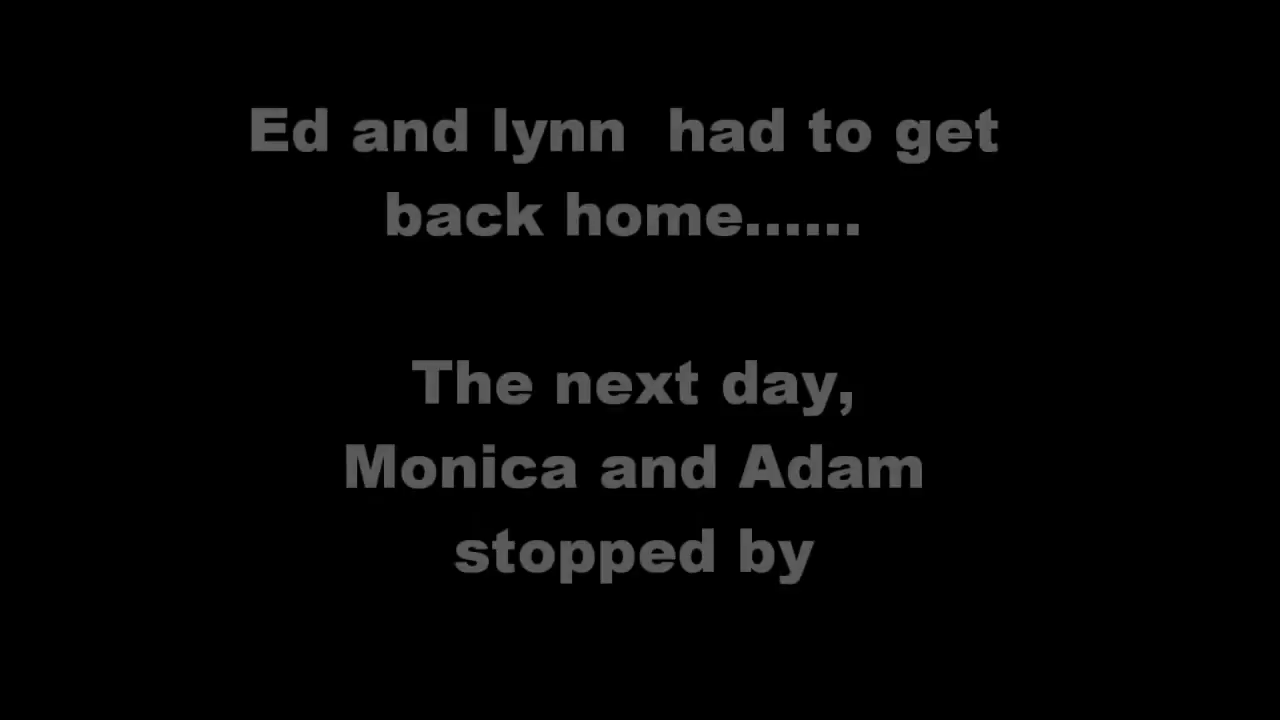 Ed and lynn  had to get
back home......
The next day,
Monica and Adam
stopped by